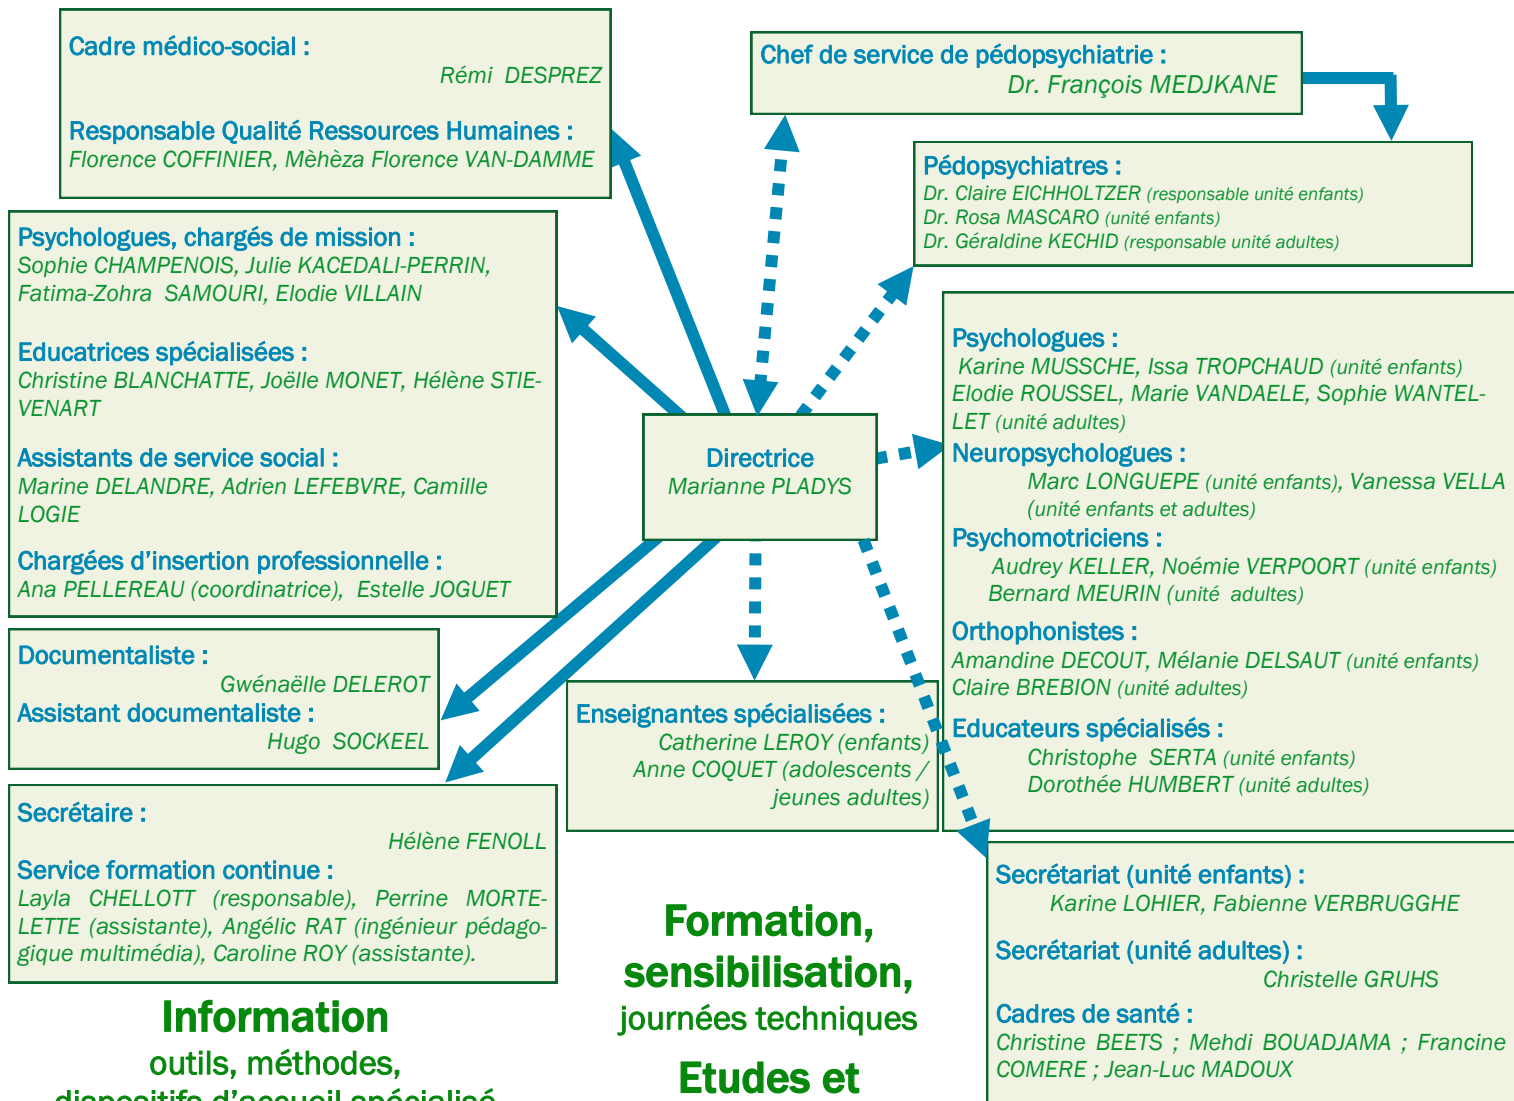 Cadre médico-social :
Rémi DESPREZ
Responsable Qualité Ressources Humaines :
Florence COFFINIER, Mèhèza Florence VAN-DAMME
Chef de service de pédopsychiatrie :
Dr. François MEDJKANE
Pédopsychiatres :
Dr. Claire EICHHOLTZER (responsable unité enfants)
Dr. Rosa MASCARO (unité enfants)
Dr. Géraldine KECHID (responsable unité adultes)
Psychologues, chargés de mission :
Sophie CHAMPENOIS, Julie KACEDALI-PERRIN,
Fatima-Zohra SAMOURI, Elodie VILLAIN
Educatrices spécialisées :
Christine BLANCHATTE, Joëlle MONET, Hélène STIE-
VENART
Assistants de service social :
Marine DELANDRE, Adrien LEFEBVRE, Camille
LOGIE
Chargées d'insertion professionnelle :
Ana PELLEREAU (coordinatrice), Estelle JOGUET
Directrice
Marianne PLADYS
Psychologues :
Karine MUSSCHE, Issa TROPCHAUD (unité enfants)
Elodie ROUSSEL, Marie VANDAELE, Sophie WANTEL-
LET (unité adultes)
Neuropsychologues :
Marc LONGUEPE (unité enfants), Vanessa VELLA
(unité enfants et adultes)
Psychomotriciens :
Audrey KELLER, Noémie VERPOORT (unité enfants)
Bernard MEURIN (unité adultes)
Orthophonistes :
Amandine DECOUT, Mélanie DELSAUT (unité enfants)
Claire BREBION (unité adultes)
Educateurs spécialisés :
Christophe SERTA (unité enfants)
Dorothée HUMBERT (unité adultes)
Documentaliste :
Gwénaëlle DELEROT
Assistant documentaliste :
Hugo SOCKEEL
Enseignantes spécialisées :
Catherine LEROY (enfants)
Anne COQUET (adolescents /
jeunes adultes)
Secrétaire :
Hélène FENOLL
Service formation continue :
Layla CHELLOTT (responsable), Perrine MORTE-
LETTE (assistante), Angélic RAT (ingénieur pédago-
gique multimédia), Caroline ROY (assistante).
Secrétariat (unité enfants) :
Karine LOHIER, Fabienne VERBRUGGHE
Secrétariat (unité adultes) :
Christelle GRUHS
Cadres de santé :
Christine BEETS ; Mehdi BOUADJAMA ; Francine
COMERE ; Jean-Luc MADOUX
Information
outils, méthodes,
dispositifs d'accueil spécialisé
Formation,
sensibilisation,
journées techniques
Etudes et